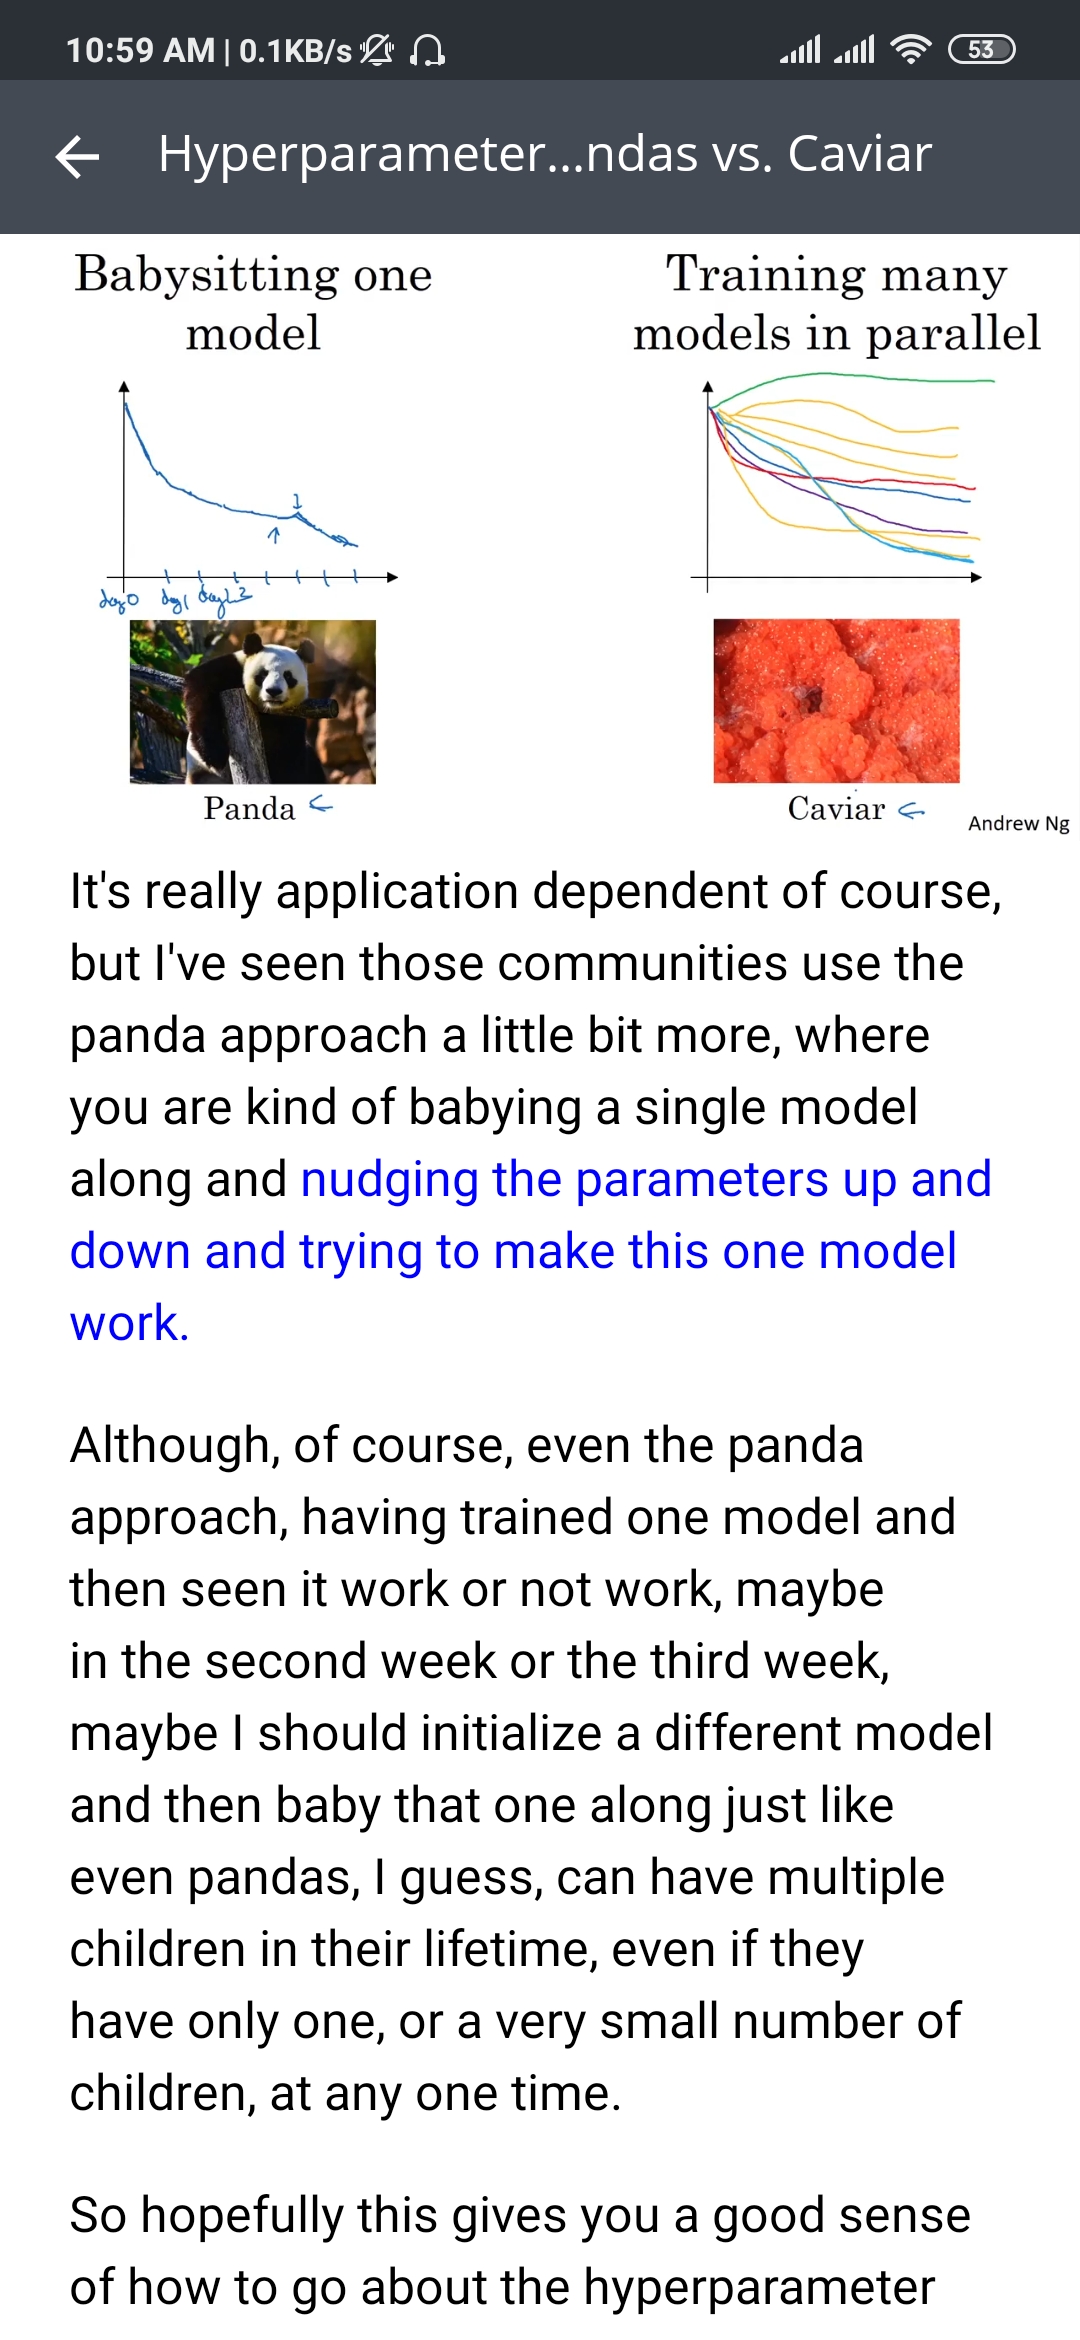 10:59 AM | 0.1KB/s
53
Hyperparameter...ndas vs. Caviar
Babysitting one
model
Training many
models in parallel
day 0 day 1 day 2
Panda
Caviar
Andrew Ng
It's really application dependent of course,
but I've seen those communities use the
panda approach a little bit more, where
you are kind of babying a single model
along and nudging the parameters up and
down and trying to make this one model
work.
Although, of course, even the panda
approach, having trained one model and
then seen it work or not work, maybe
in the second week or the third week,
maybe I should initialize a different model
and then baby that one along just like
even pandas, I guess, can have multiple
children in their lifetime, even if they
have only one, or a very small number of
children, at any one time.
So hopefully this gives you a good sense
of how to go about the hyperparameter